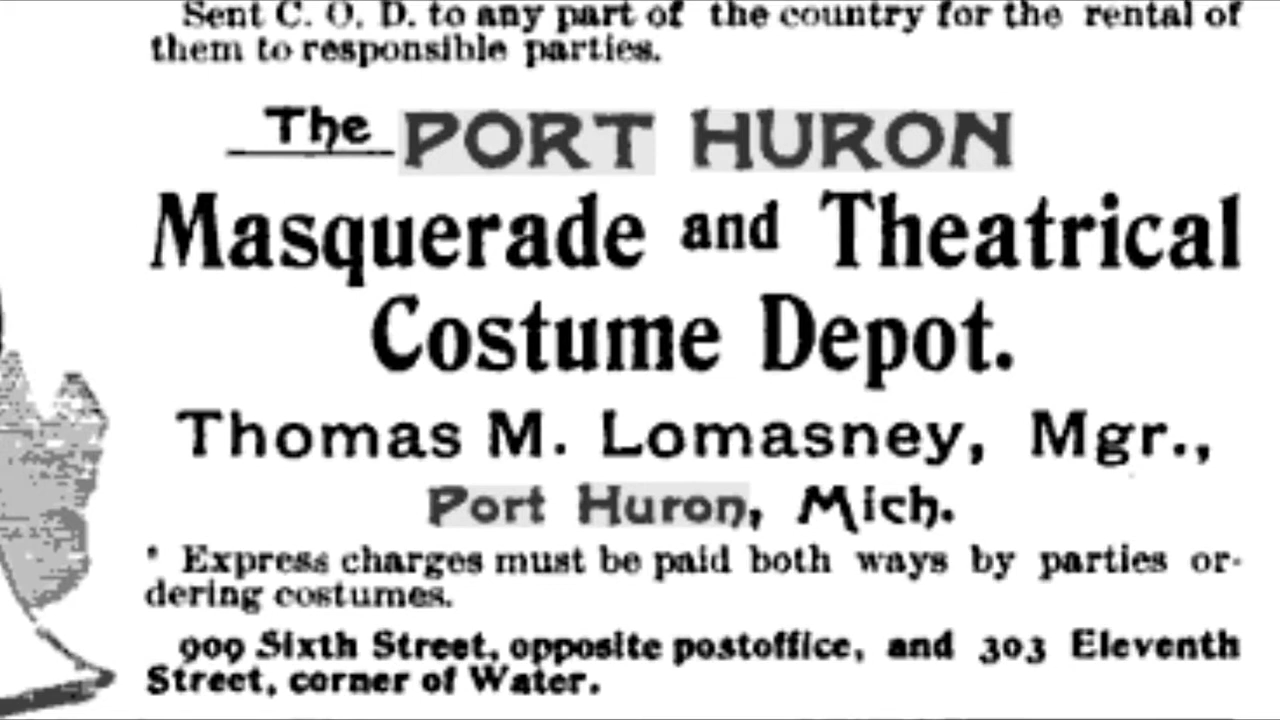 Sent C. O. D. to any part of the country for the rental of
them to responsible parties.
The PORT HURON
Masquerade and Theatrical
Costume Depot.
Thomas M. Lomasney, Mgr.,
Port Huron, Mich.
* Express charges must be paid both ways by parties or-
dering costumes.
909 Sixth Street, opposite postoffice, and 303 Eleventh
Street, corner of Water.